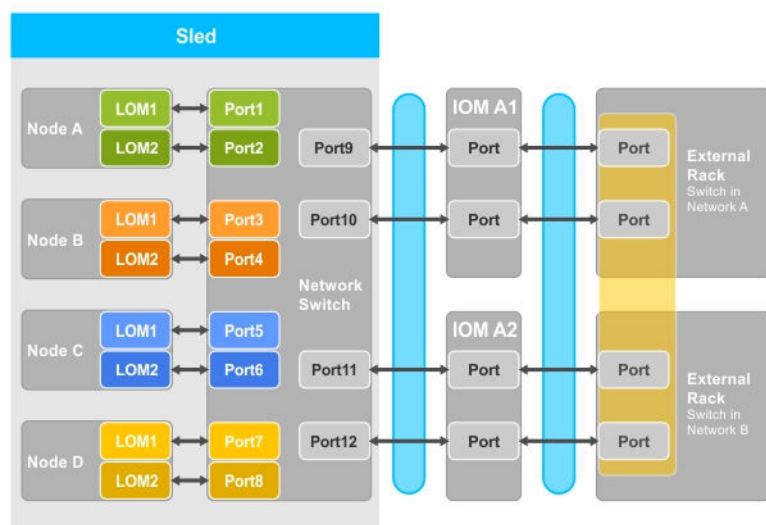 Sled
Node A
LOM1
Port1
LOM2
Port2
Node B
LOM1
Port3
LOM2
Port4
Node C
LOM1
Port5
LOM2
Port6
Node D
LOM1
Port7
LOM2
Port8
Port9
Port10
Network
Switch
Port11
Port12
IOM A1
Port
Port
IOM A2
Port
Port
Port
Port
External
Rack
Switch in
Network A
Port
Port
External
Rack
Switch in
Network B